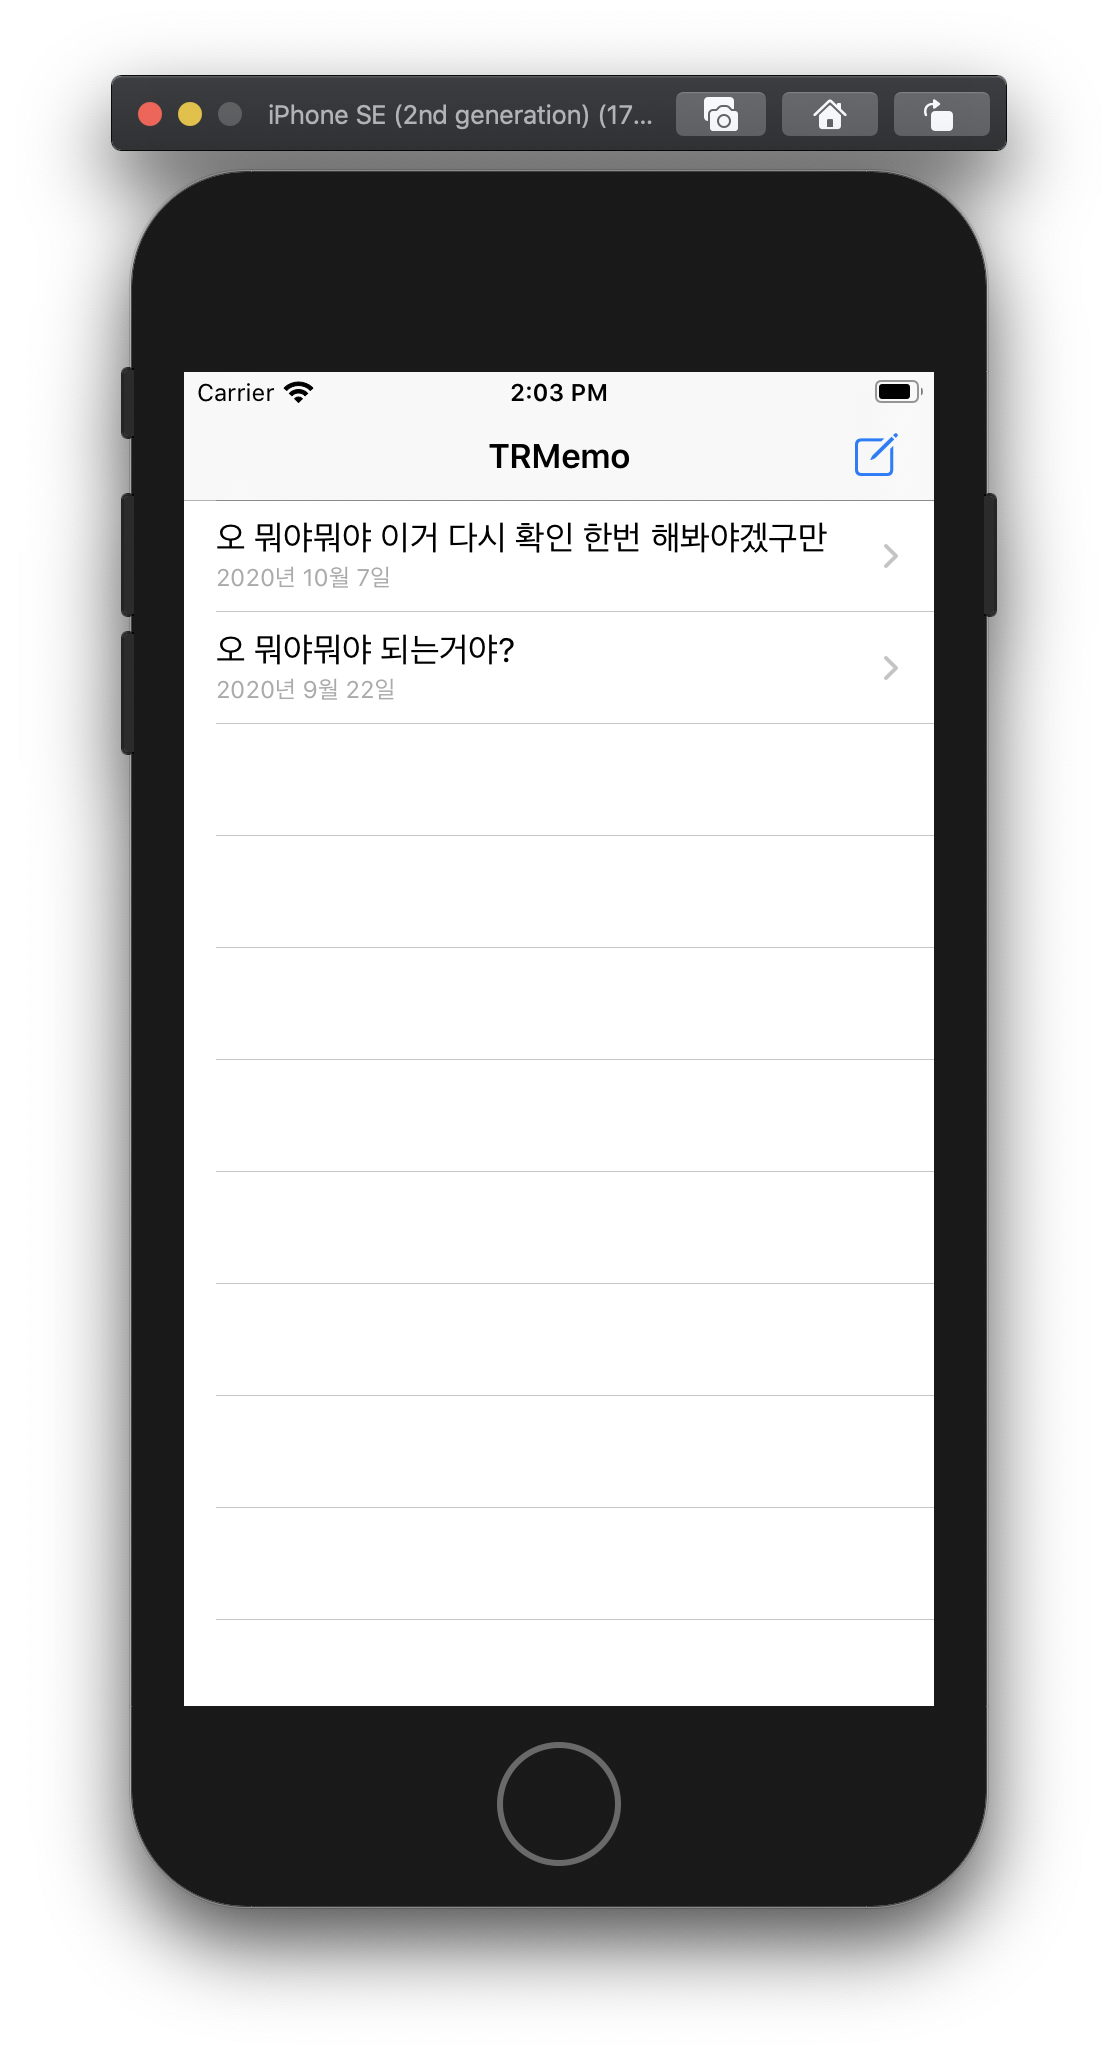 iPhone SE (2nd generation) (17...
Carrier 2:03 PM
TRMemo
오 뭐야뭐야 이거 다시 확인 한번 해봐야겠구만
2020년 10월 7일
오 뭐야뭐야 되는거야?
2020년 9월 22일